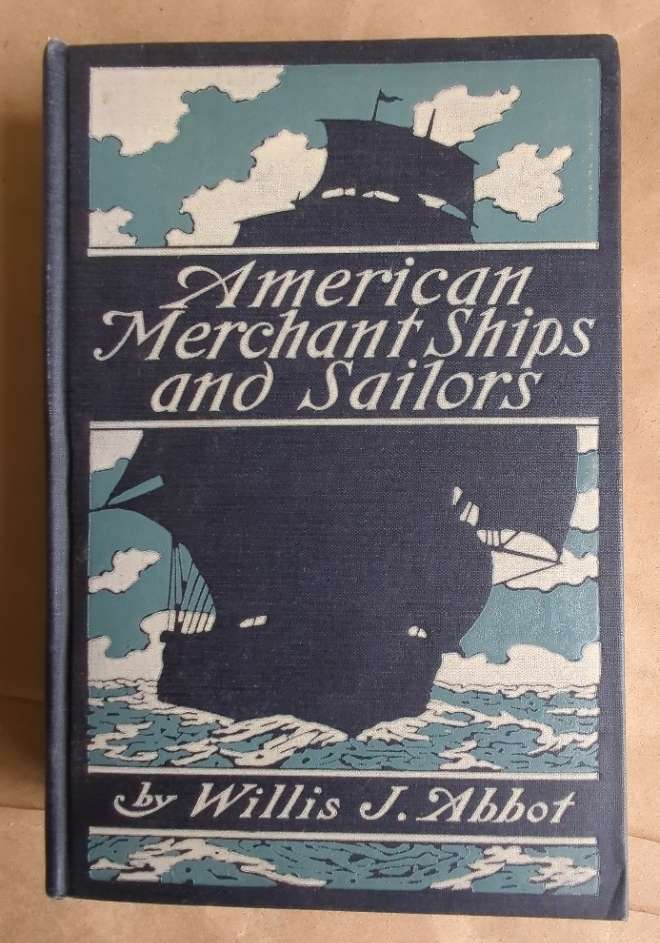 American
Merchant Ships
and Sailors
by Willis J. Abbot